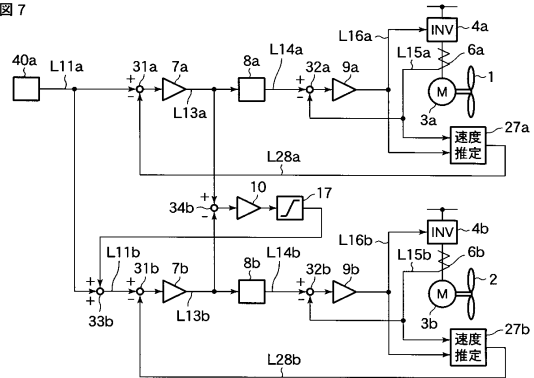 図7
40a
L11a
31a
7a
L13a
8a
L14a
32a
9a
L16a
INV
4a
L15a
6a
1
M
3a
速度
推定
27a
L28a
+
-
+
-
34b
+
-
10
17
33b
+
+
L11b
31b
+
-
7b
L13b
8b
L14b
32b
+
-
9b
L16b
INV
4b
L15b
6b
2
M
3b
速度
推定
27b
L28b